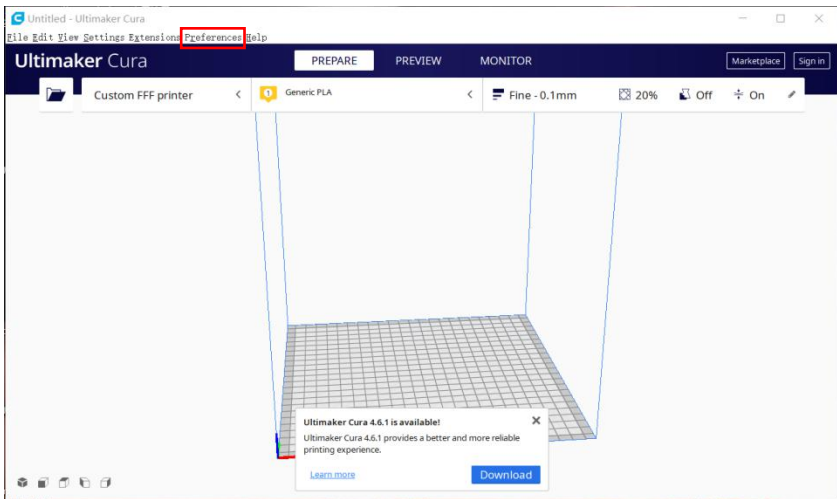 Untitled - Ultimaker Cura
File Edit View Settings Extensions Preferences Help
Ultimaker Cura PREPARE PREVIEW MONITOR Marketplace Sign in
Custom FFF printer 1 Generic PLA Fine - 0.1mm 20% Off On
Ultimaker Cura 4.6.1 is available!
Ultimaker Cura 4.6.1 provides a better and more reliable
printing experience.
Learn more Download